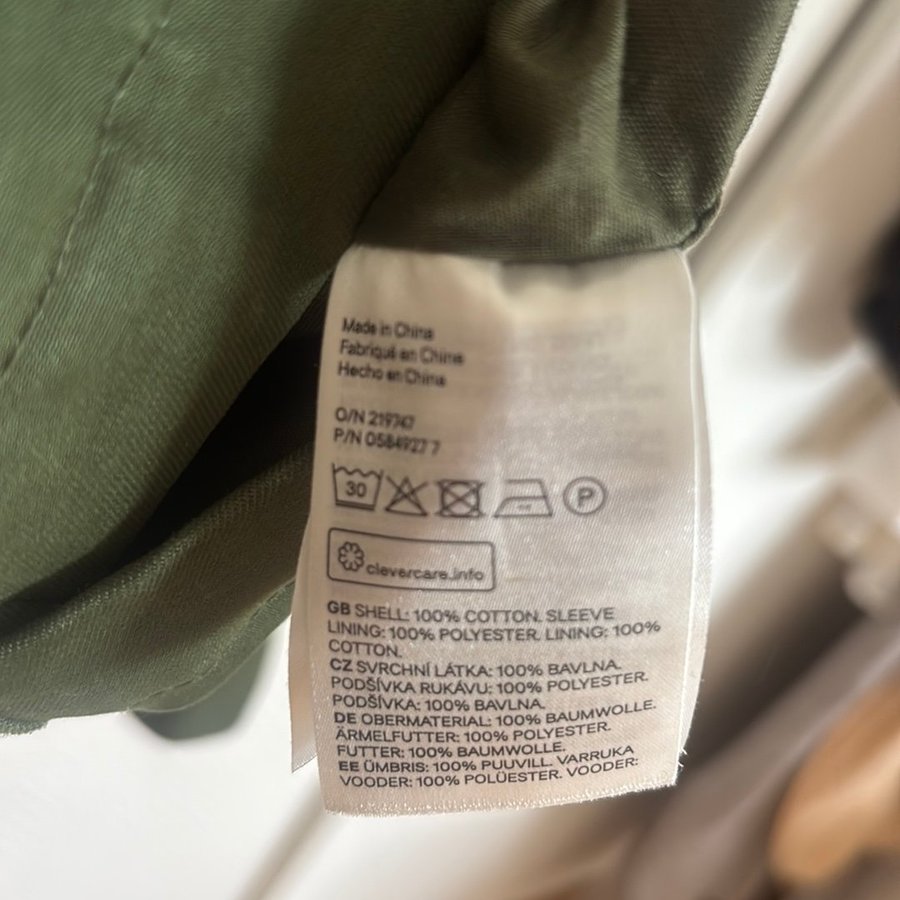 Made in China
Fabriqué en Chine
Hecho en China
O/N 219747
P/N 0584927 7
30
P
clevercare.info
GB SHELL: 100% COTTON. SLEEVE
LINING: 100% POLYESTER. LINING: 100%
COTTON.
CZ SVRCHNÍ LÁTKA: 100% BAVLNA.
PODŠÍVKA RUKÁVU: 100% POLYESTER.
PODŠÍVKA: 100% BAVLNA.
DE OBERMATERIAL: 100% BAUMWOLLE.
ÄRMELFUTTER: 100% POLYESTER.
FUTTER: 100% BAUMWOLLE.
EE ÜMBRIS: 100% PUUVILL. VARRUKA
VOODER: 100% POLÜESTER. VOODER: